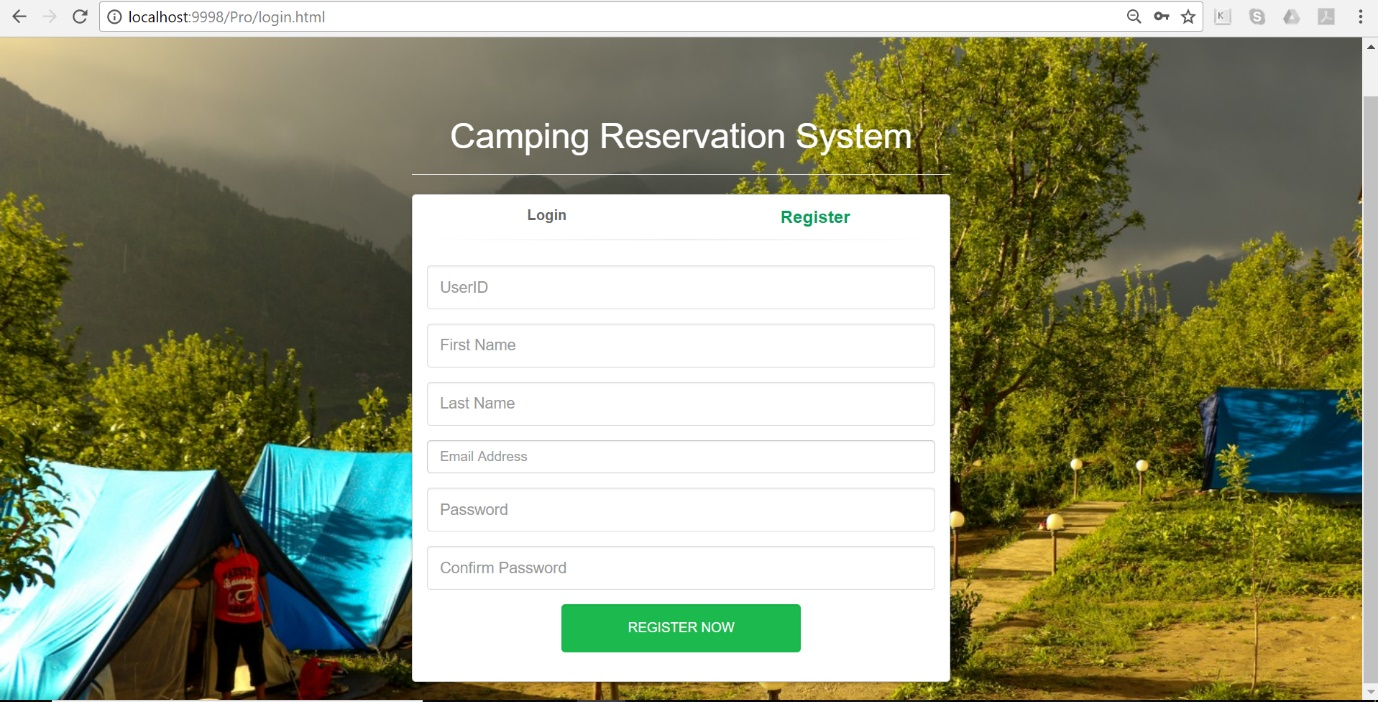 localhost:9998/Pro/login.html
Camping Reservation System
Login
Register
UserID
First Name
Last Name
Email Address
Password
Confirm Password
REGISTER NOW